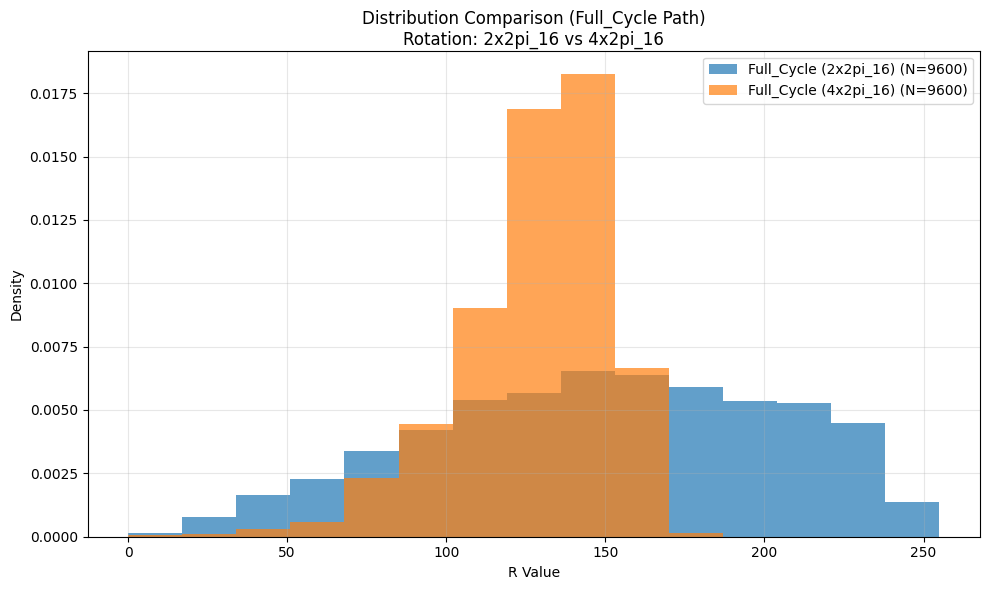 Distribution Comparison (Full_Cycle Path)
Rotation: 2x2pi_16 vs 4x2pi_16
Full_Cycle (2x2pi_16) (N=9600)
Full_Cycle (4x2pi_16) (N=9600)
0.0175
0.0150
0.0125
0.0100
0.0075
0.0050
0.0025
0.0000
Density
0 50 100 150 200 250
R Value